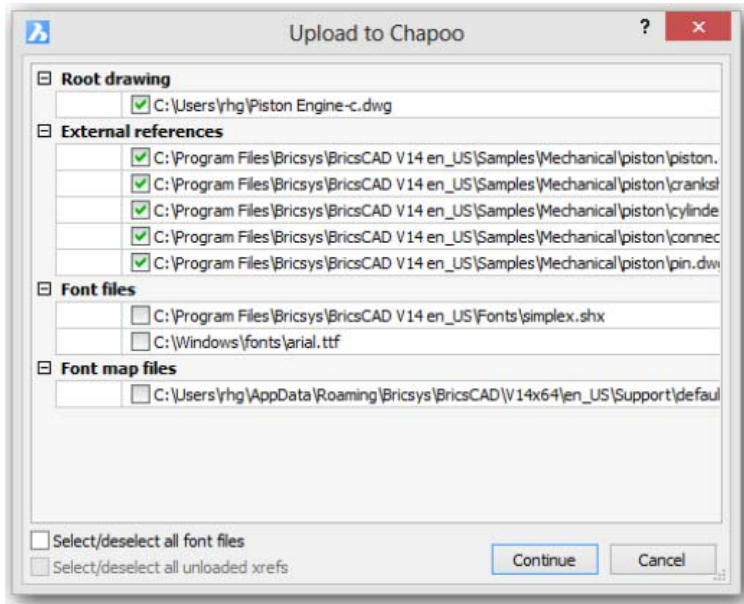 Upload to Chapoo
?
Root drawing
C:\Users\rhg\Piston Engine-c.dwg
External references
C:\Program Files\Bricsys\BricsCAD V14 en_US\Samples\Mechanical\piston\piston.
C:\Program Files\Bricsys\BricsCAD V14 en_US\Samples\Mechanical\piston\cranksh
C:\Program Files\Bricsys\BricsCAD V14 en_US\Samples\Mechanical\piston\cylinde
C:\Program Files\Bricsys\BricsCAD V14 en_US\Samples\Mechanical\piston\connec
C:\Program Files\Bricsys\BricsCAD V14 en_US\Samples\Mechanical\piston\pin.dw
Font files
C:\Program Files\Bricsys\BricsCAD V14 en_US\Fonts\simplex.shx
C:\Windows\fonts\arial.ttf
Font map files
C:\Users\rhg\AppData\Roaming\Bricsys\BricsCAD\V14x64\en_US\Support\defaul
Select/deselect all font files
Select/deselect all unloaded xrefs
Continue
Cancel